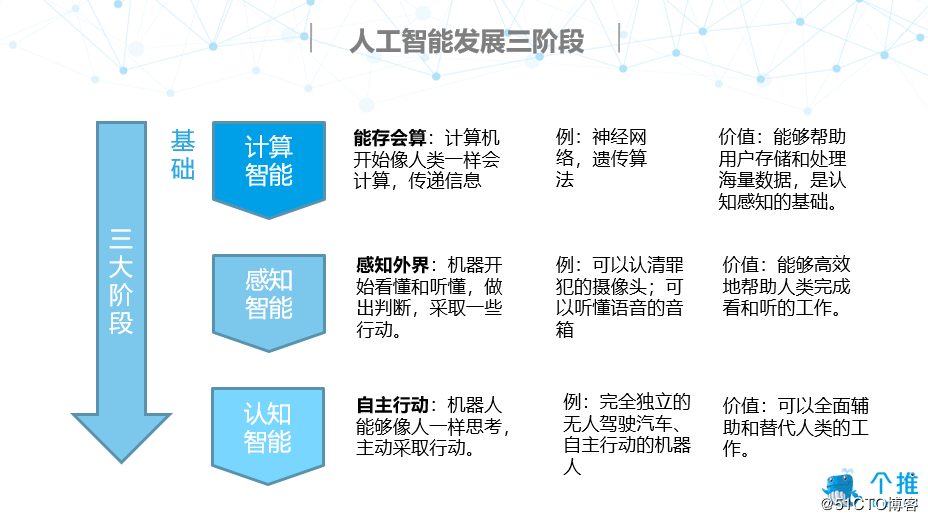 人工智能发展三阶段
三大阶段
基础
计算
智能
能存会算：计算机
开始像人类一样会
计算，传递信息
例：神经网
络，遗传算
法
价值：能够帮助
用户存储和处理
海量数据，是认
知感知的基础。
感知
智能
感知外界：机器开
始看懂和听懂，做
出判断，采取一些
行动。
例：可以认清罪
犯的摄像头；可
以听懂语音的音
箱
价值：能够高效
地帮助人类完成
看和听的工作。
认知
智能
自主行动：机器人
能够像人一样思考，
主动采取行动。
例：完全独立的
无人驾驶汽车、
自主行动的机器
人
价值：可以全面辅
助和替代人类的工
作。
个推
@51CTO博客